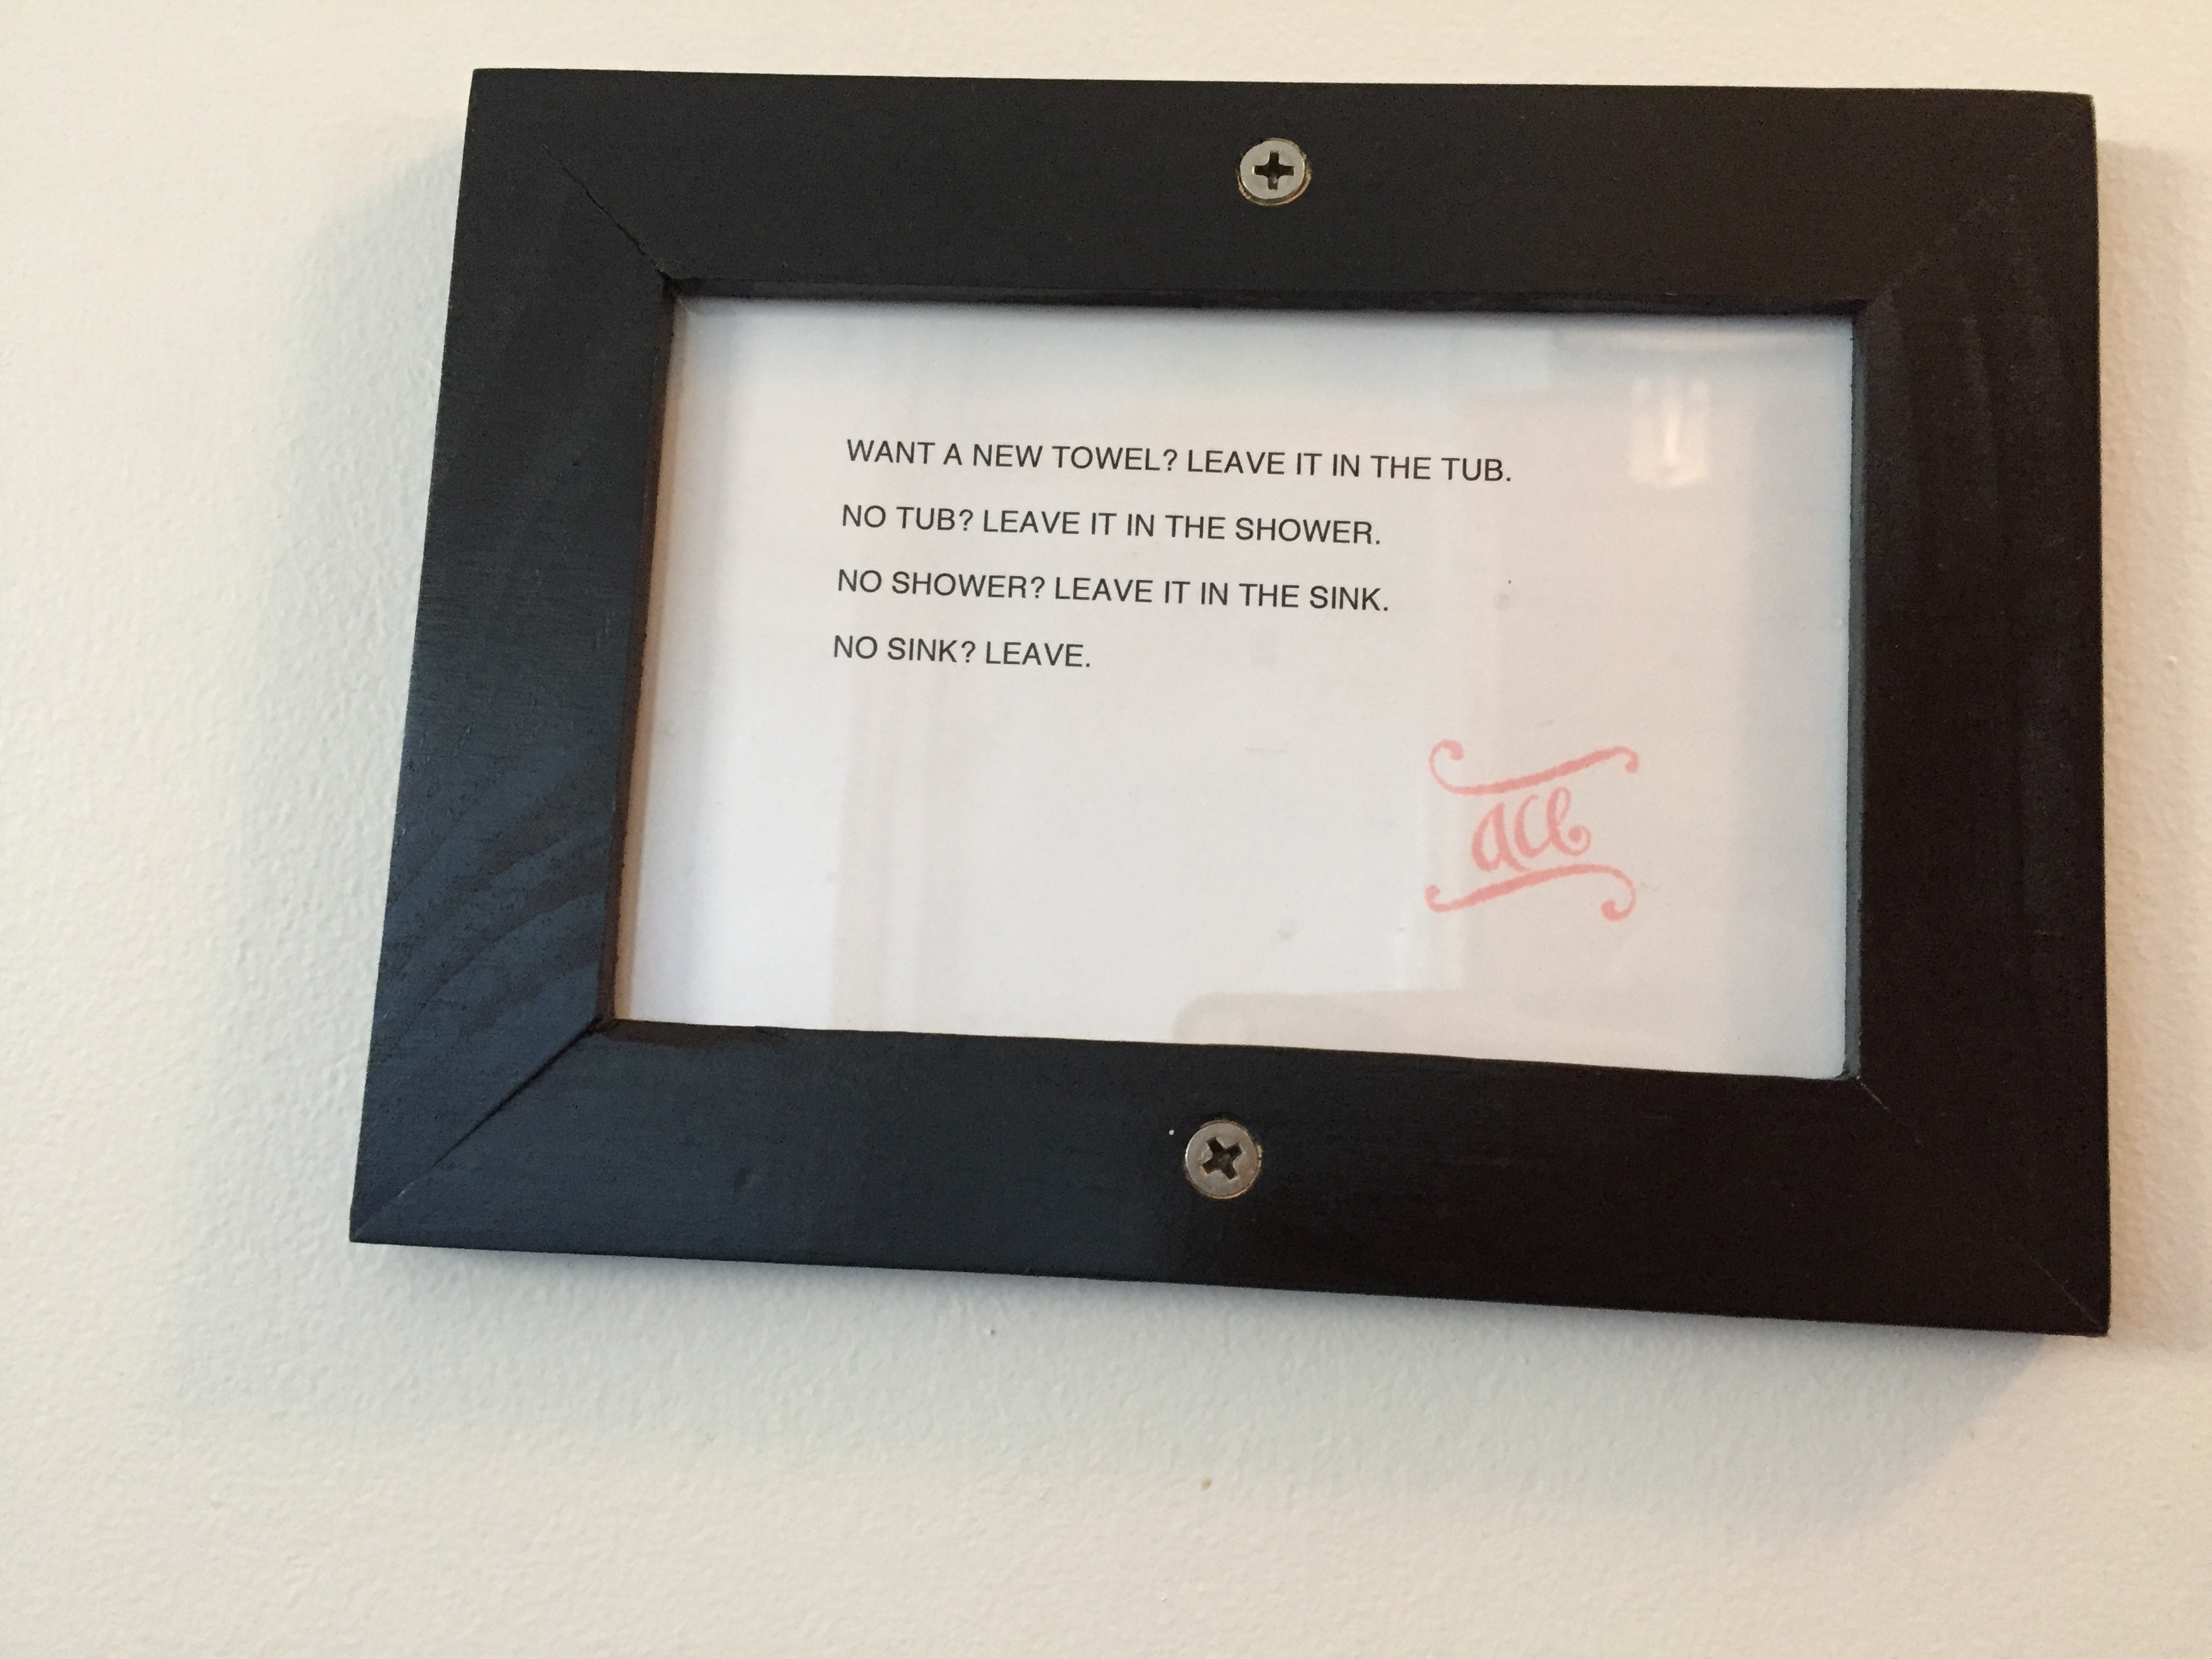 WANT A NEW TOWEL? LEAVE IT IN THE TUB.
NO TUB? LEAVE IT IN THE SHOWER.
NO SHOWER? LEAVE IT IN THE SINK.
NO SINK? LEAVE.
ace